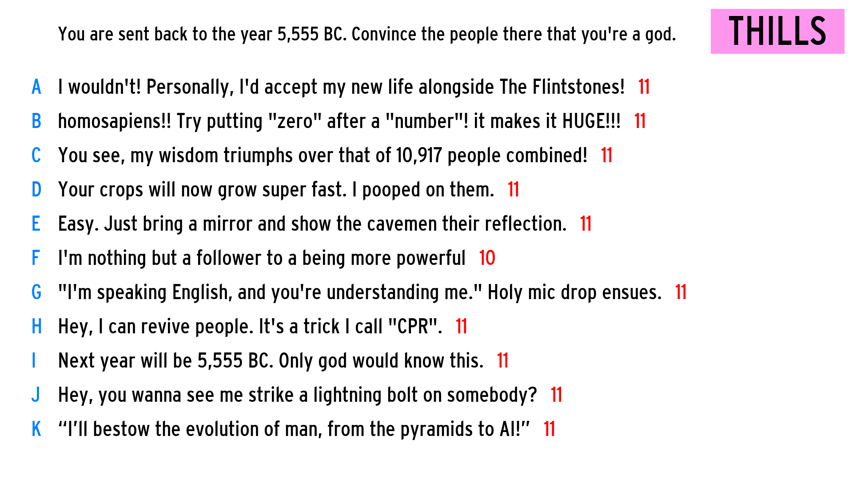 You are sent back to the year 5,555 BC. Convince the people there that you're a god.
THILLS
A I wouldn't! Personally, I'd accept my new life alongside The Flintstones! 11
B homosapiens!! Try putting "zero" after a "number"! it makes it HUGE!!! 11
C You see, my wisdom triumphs over that of 10,917 people combined! 11
D Your crops will now grow super fast. I pooped on them. 11
E Easy. Just bring a mirror and show the cavemen their reflection. 11
F I'm nothing but a follower to a being more powerful 10
G "I'm speaking English, and you're understanding me." Holy mic drop ensues. 11
H Hey, I can revive people. It's a trick I call "CPR". 11
I Next year will be 5,555 BC. Only god would know this. 11
J Hey, you wanna see me strike a lightning bolt on somebody? 11
K “I’ll bestow the evolution of man, from the pyramids to AI!” 11